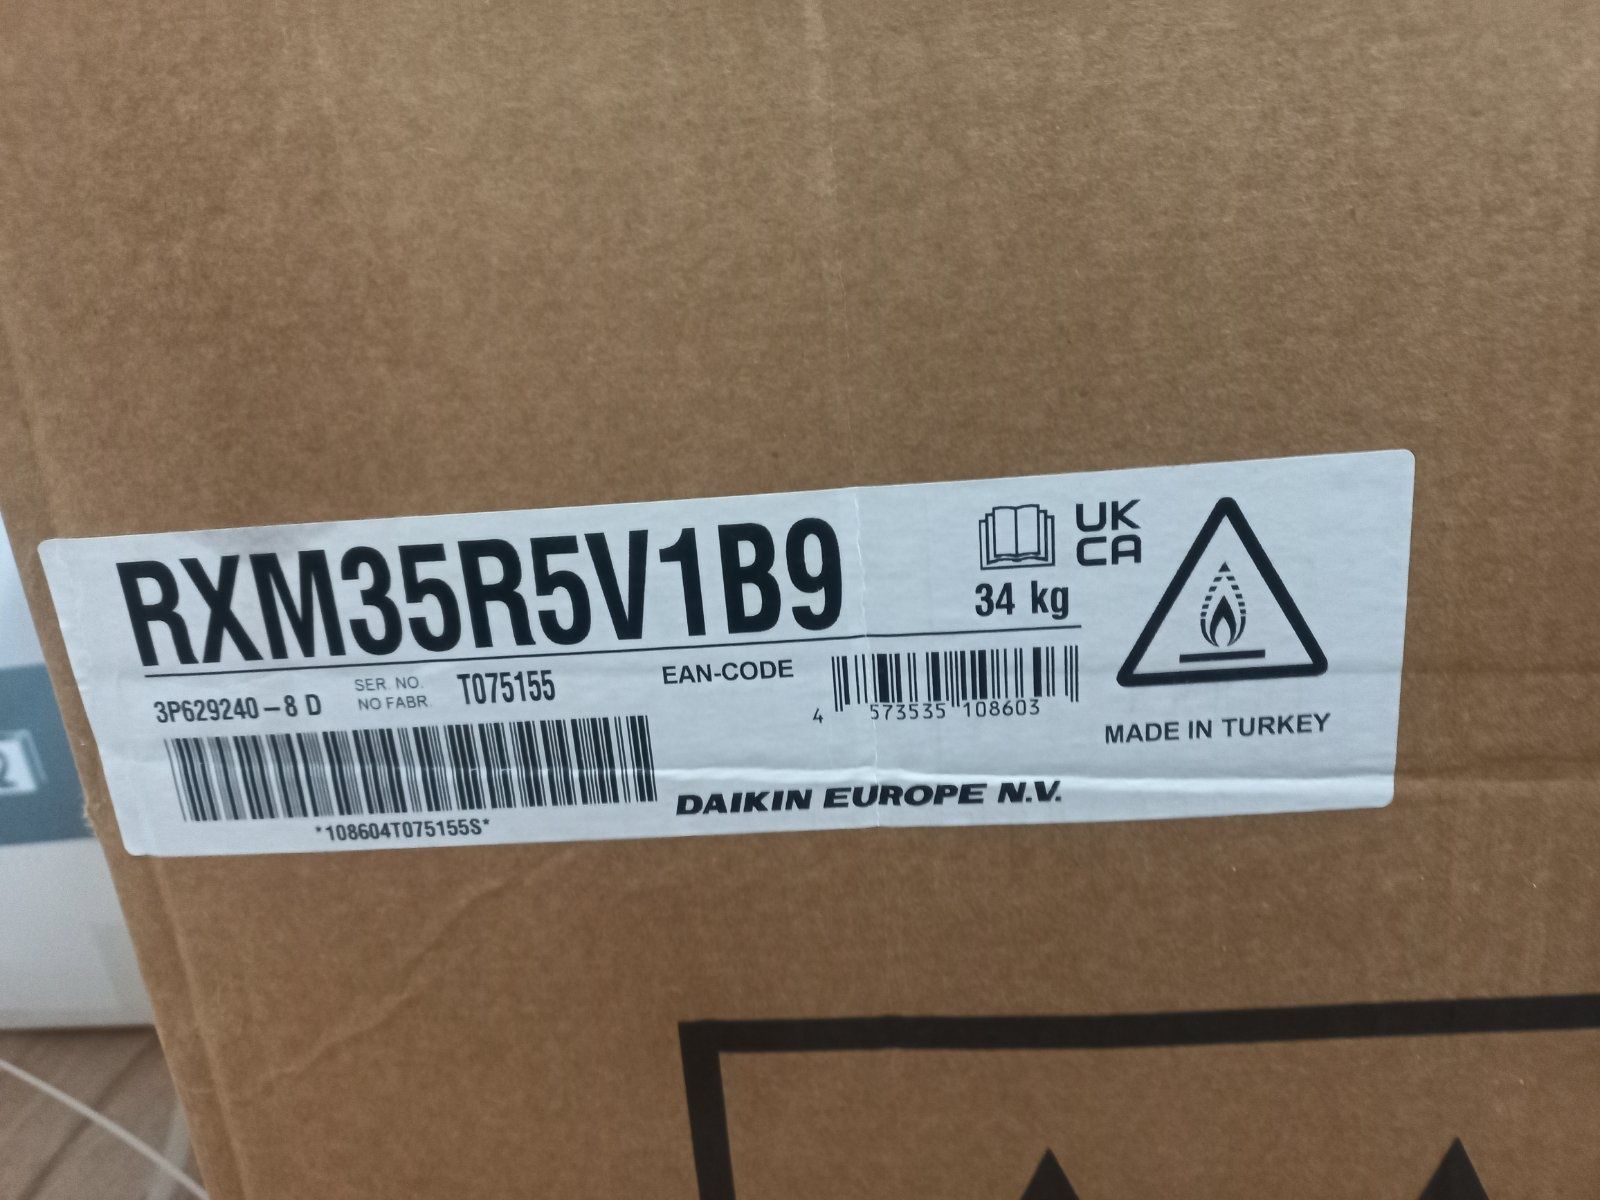 RXM35R5V1B9
34 kg
UK
CA
3P629240-8 D
SER. NO.
NO FABR.
T075155
EAN-CODE
4 573535 108603
MADE IN TURKEY
*108604T075155S*
DAIKIN EUROPE N.V.